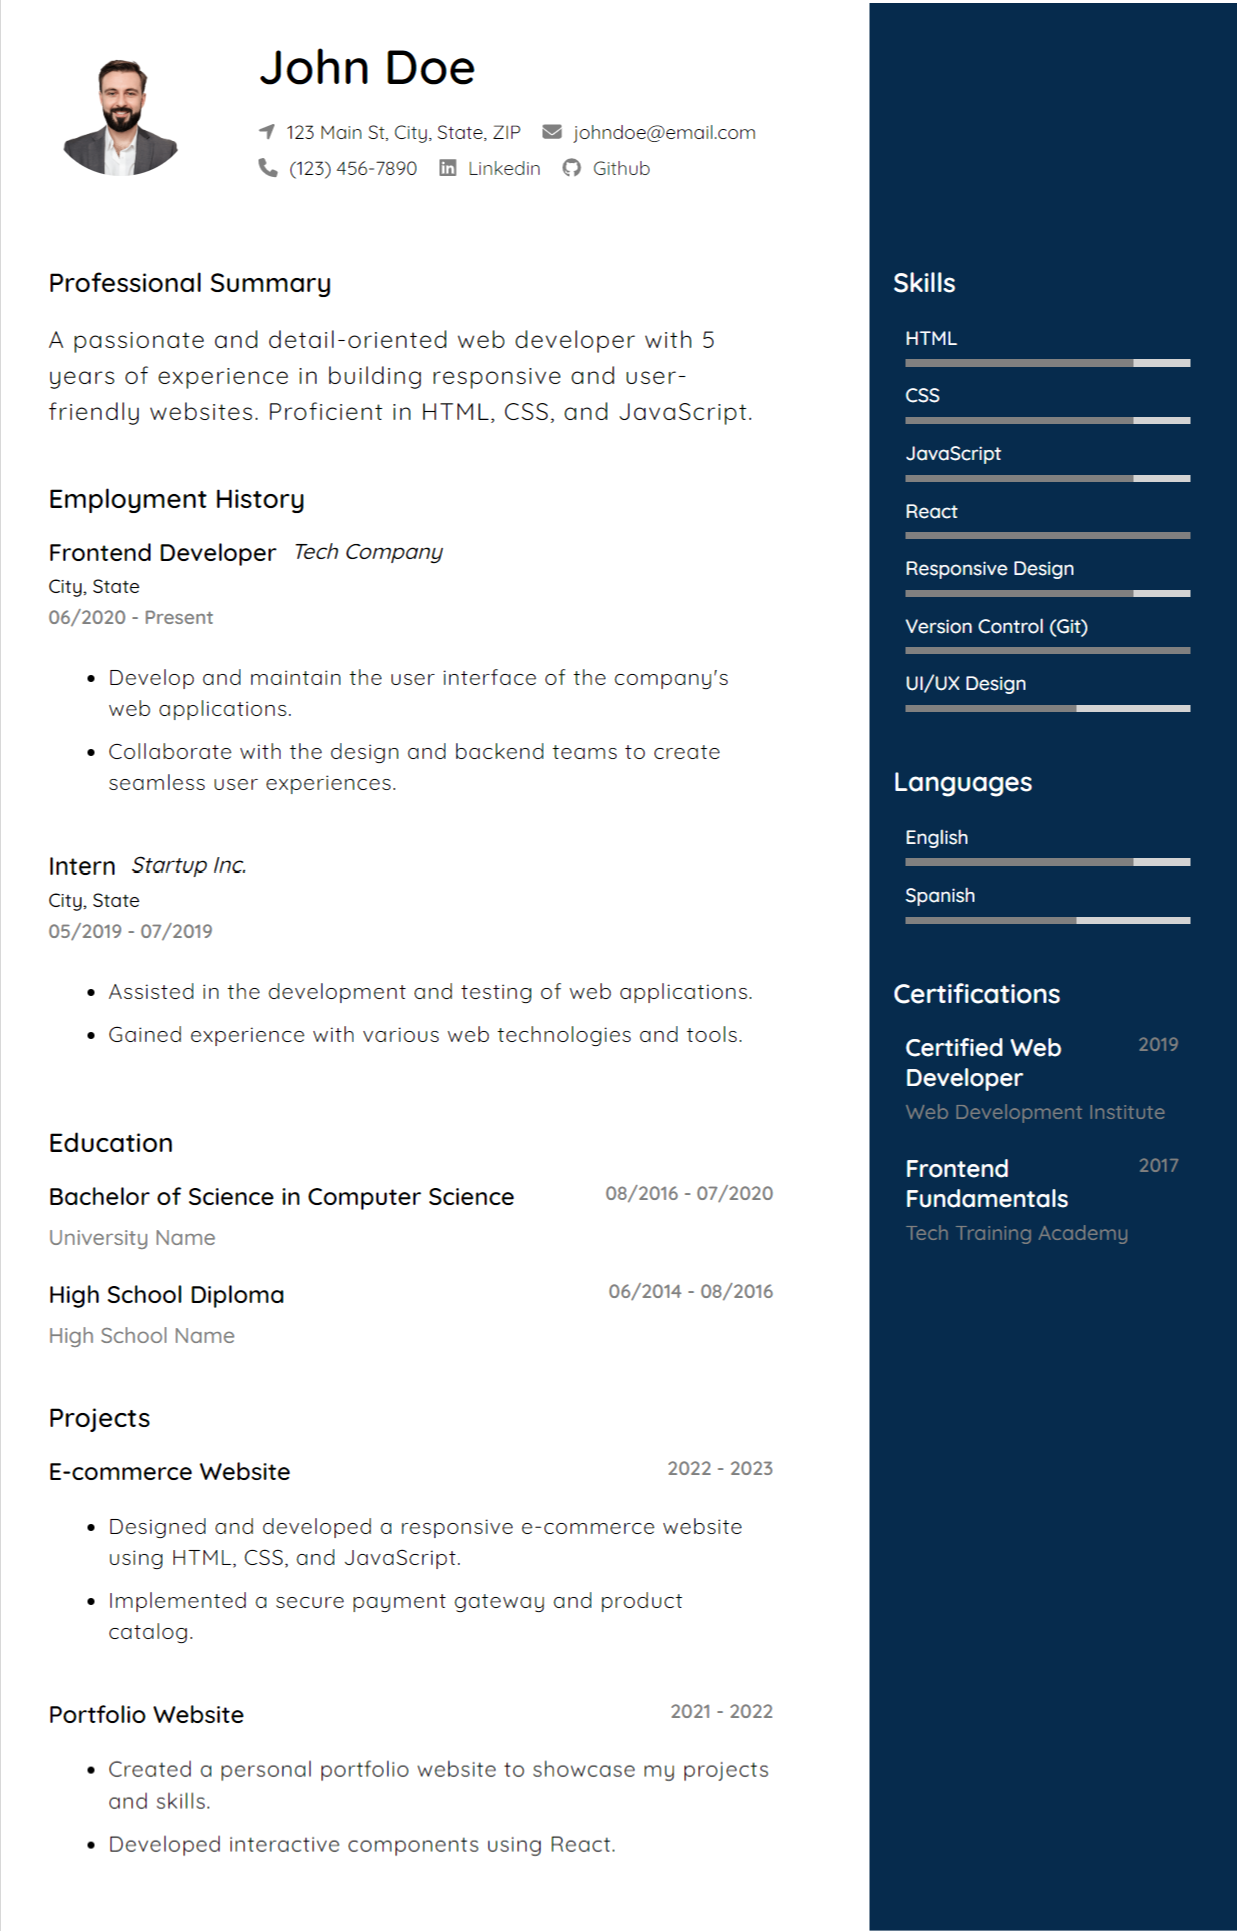 John Doe
123 Main St, City, State, ZIP johndoe@email.com
(123) 456-7890 Linkedin Github
Professional Summary
A passionate and detail-oriented web developer with 5
years of experience in building responsive and user-
friendly websites. Proficient in HTML, CSS, and JavaScript.
Employment History
Frontend Developer Tech Company
City, State
06/2020 - Present
• Develop and maintain the user interface of the company's
web applications.
• Collaborate with the design and backend teams to create
seamless user experiences.
Intern Startup Inc.
City, State
05/2019 - 07/2019
• Assisted in the development and testing of web applications.
• Gained experience with various web technologies and tools.
Education
Bachelor of Science in Computer Science 08/2016 - 07/2020
University Name
High School Diploma 06/2014 - 08/2016
High School Name
Projects
E-commerce Website 2022 - 2023
• Designed and developed a responsive e-commerce website
using HTML, CSS, and JavaScript.
• Implemented a secure payment gateway and product
catalog.
Portfolio Website 2021 - 2022
• Created a personal portfolio website to showcase my projects
and skills.
• Developed interactive components using React.
Skills
HTML
CSS
JavaScript
React
Responsive Design
Version Control (Git)
UI/UX Design
Languages
English
Spanish
Certifications
Certified Web 2019
Developer
Web Development Institute
Frontend 2017
Fundamentals
Tech Training Academy